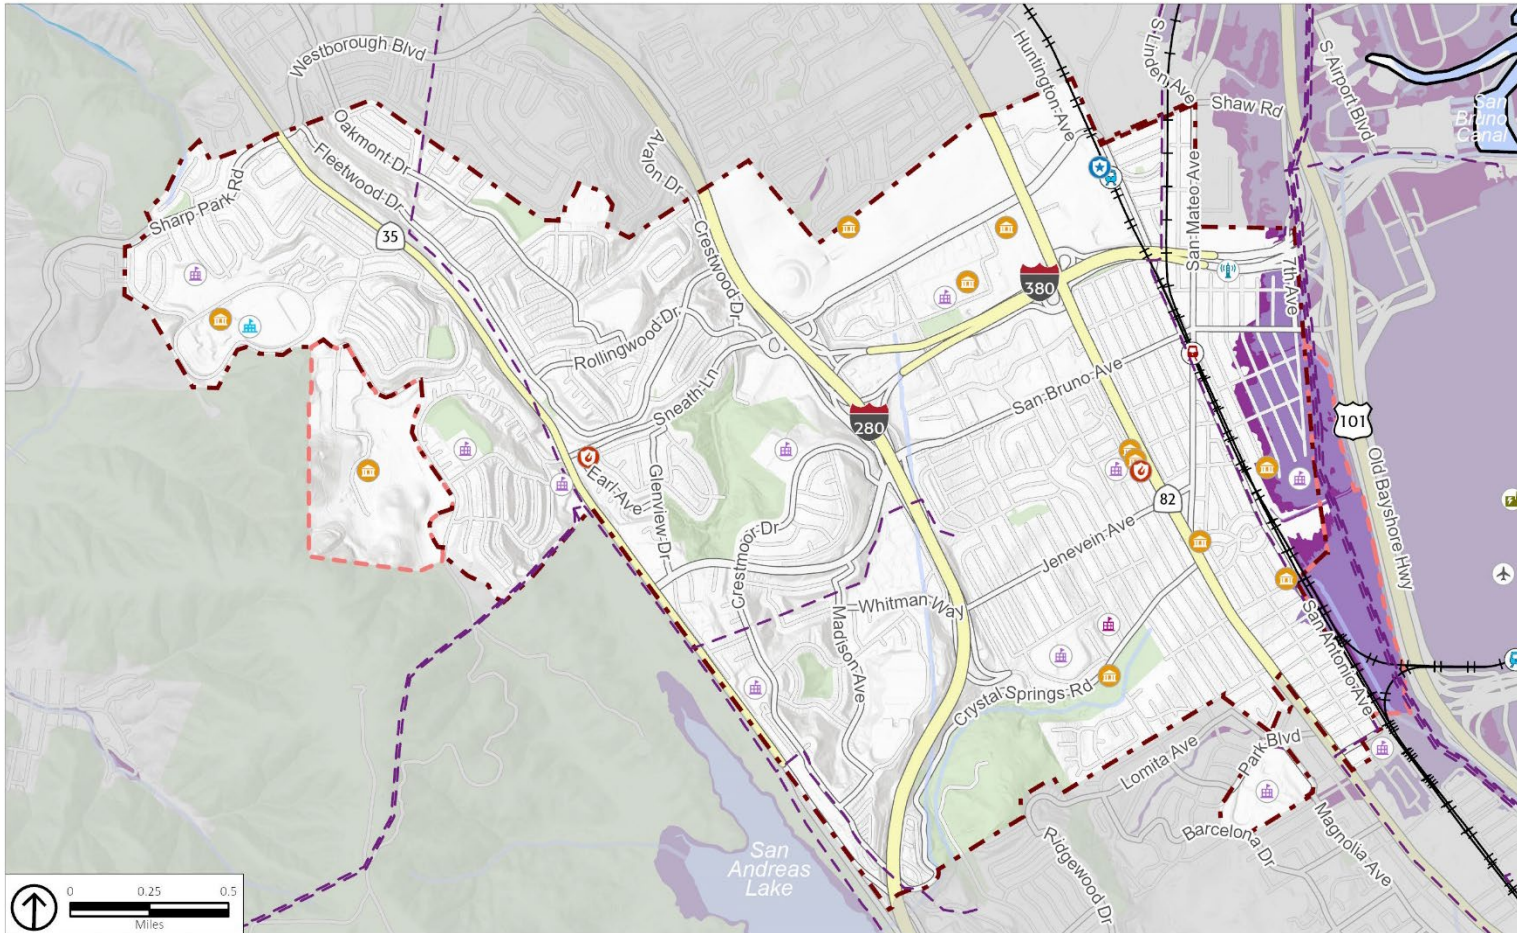 Westborough Blvd
Huntington Ave
S Linden Ave
S Airport Blvd
San
Bruno
Canal
Shaw Rd
Oakmont Dr
Avalon Dr
Fleetwood Dr
Sharp Park Rd
San Mateo Ave
35
Crestwood Dr
7th Ave
380
Rollingwood Dr
Sneath Ln
San Bruno Ave
280
101
Earl Ave
Glenview Dr
Old Bayshore Hwy
82
Crestmoor Dr
Jenevein Ave
Whitman Way
Madison Ave
San Antonio Ave
Crystal Springs Rd
Park Blvd
Lomita Ave
Magnolia Ave
Barcelona Dr
Ridgewood Dr
San
Andreas
Lake
0 0.25 0.5
Miles